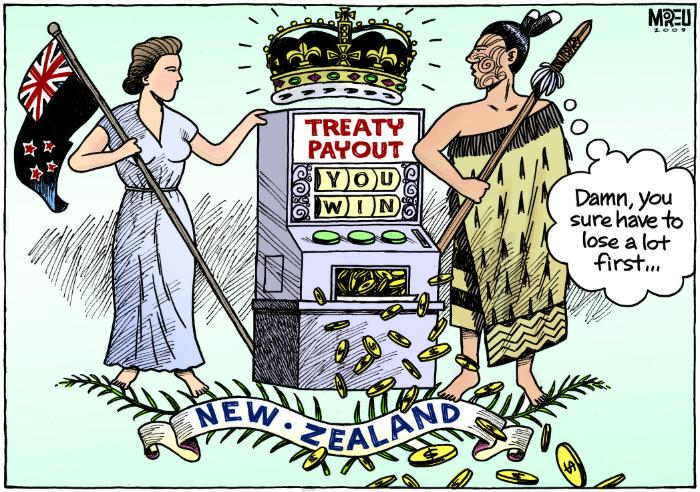 MREU
2009
TREATY
PAYOUT
YOU
WIN
Damn, you
sure have to
lose a lot
first...
NEW · ZEALAND
$
$
$
$
$